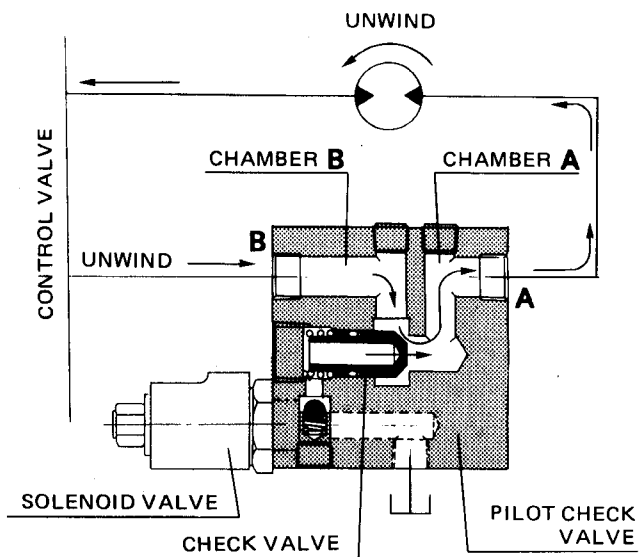 UNWIND
CONTROL VALVE
CHAMBER B
CHAMBER A
B
UNWIND
A
SOLENOID VALVE
CHECK VALVE
PILOT CHECK
VALVE